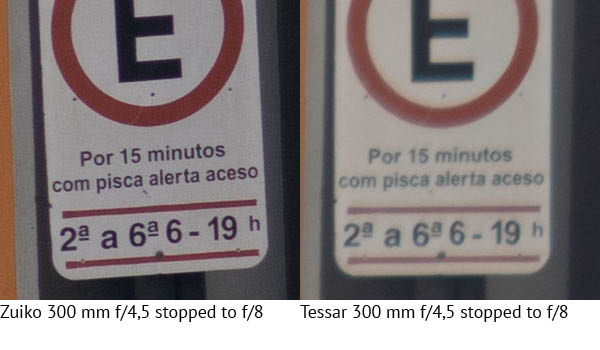 E
Por 15 minutos
com pisca alerta aceso
2ª a 6ª 6 - 19 h
E
Por 15 minutos
com pisca alerta aceso
2ª a 6ª 6 - 19 h
Zuiko 300 mm f/4,5 stopped to f/8
Tessar 300 mm f/4,5 stopped to f/8